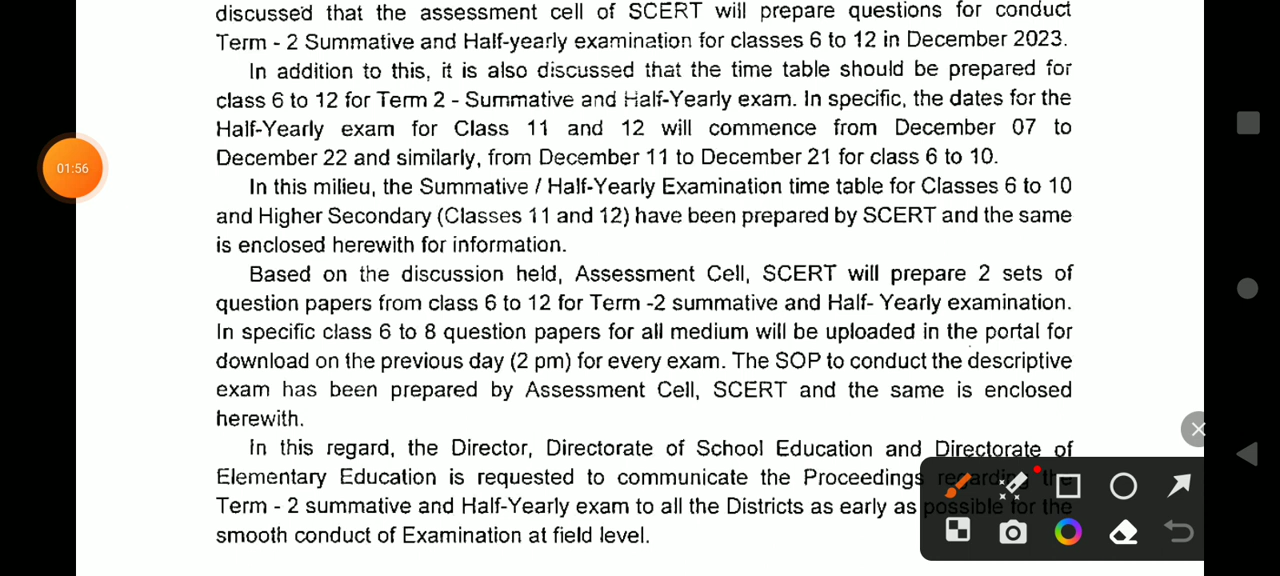 discussed that the assessment cell of SCERT will prepare questions for conduct
Term - 2 Summative and Half-yearly examination for classes 6 to 12 in December 2023.
In addition to this, it is also discussed that the time table should be prepared for
class 6 to 12 for Term 2 - Summative and Half-Yearly exam. In specific, the dates for the
Half-Yearly exam for Class 11 and 12 will commence from December 07 to
December 22 and similarly, from December 11 to December 21 for class 6 to 10.
In this milieu, the Summative / Half-Yearly Examination time table for Classes 6 to 10
and Higher Secondary (Classes 11 and 12) have been prepared by SCERT and the same
is enclosed herewith for information.
Based on the discussion held, Assessment Cell, SCERT will prepare 2 sets of
question papers from class 6 to 12 for Term -2 summative and Half- Yearly examination.
In specific class 6 to 8 question papers for all medium will be uploaded in the portal for
download on the previous day (2 pm) for every exam. The SOP to conduct the descriptive
exam has been prepared by Assessment Cell, SCERT and the same is enclosed
herewith.
In this regard, the Director, Directorate of School Education and Directorate of
Elementary Education is requested to communicate the Proceedings regarding the
Term - 2 summative and Half-Yearly exam to all the Districts as early as possible for the
smooth conduct of Examination at field level.
01:56